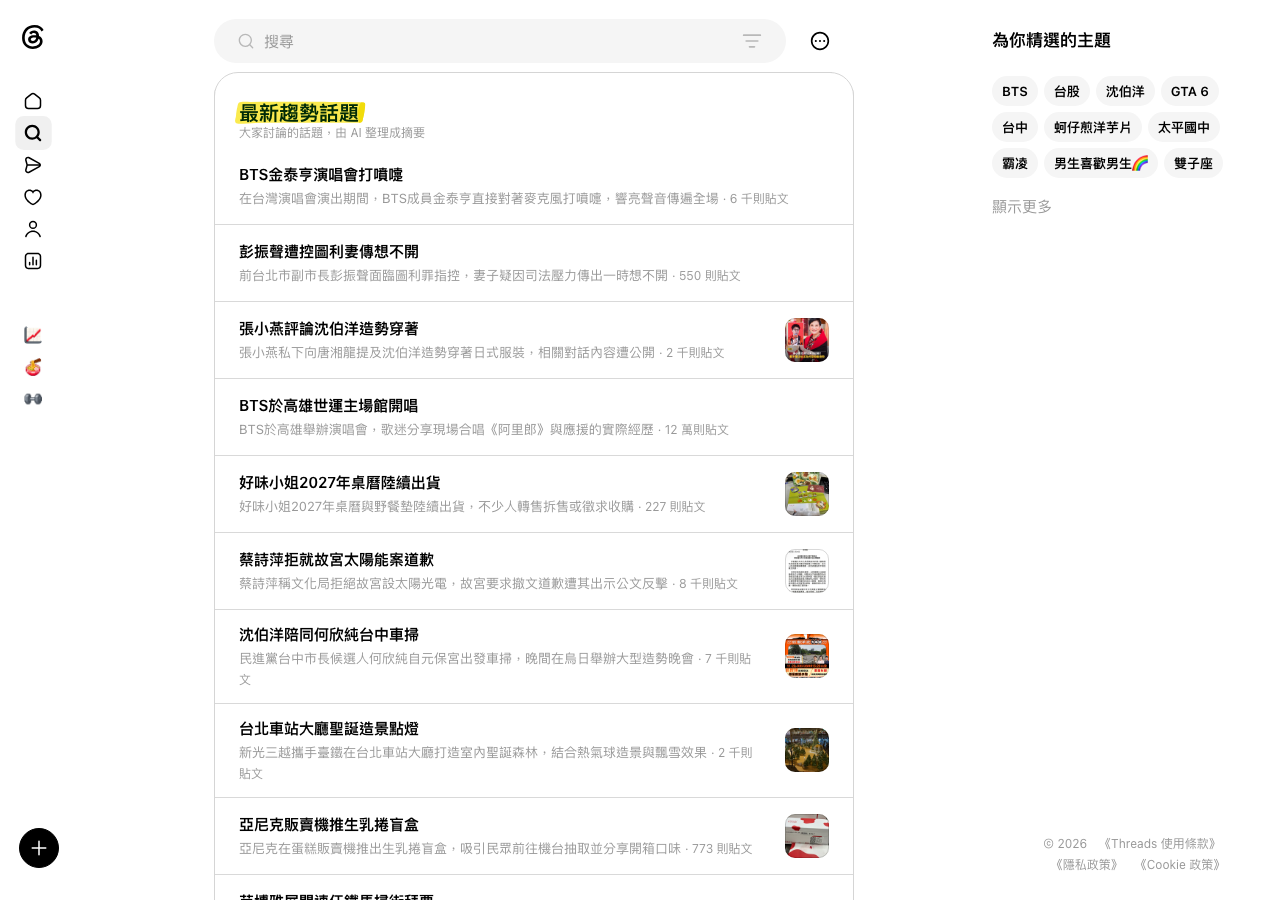 搜尋
最新趨勢話題
大家討論的話題，由 AI 整理成摘要
BTS金泰亨演唱會打噴嚏
在台灣演唱會演出期間，BTS成員金泰亨直接對著麥克風打噴嚏，響亮聲音傳遍全場 · 6 千則貼文
彭振聲遭控圖利妻傳想不開
前台北市副市長彭振聲面臨圖利罪指控，妻子疑因司法壓力傳出一時想不開 · 550 則貼文
張小燕評論沈伯洋造勢穿著
張小燕私下向唐湘龍提及沈伯洋造勢穿著日式服裝，相關對話內容遭公開 · 2 千則貼文
BTS於高雄世運主場館開唱
BTS於高雄舉辦演唱會，歌迷分享現場合唱《阿里郎》與應援的實際經歷 · 12 萬則貼文
好味小姐2027年桌曆陸續出貨
好味小姐2027年桌曆與野餐墊陸續出貨，不少人轉售拆售或徵求收購 · 227 則貼文
蔡詩萍拒就故宮太陽能案道歉
蔡詩萍稱文化局拒絕故宮設太陽光電，故宮要求撤文道歉遭其出示公文反擊 · 8 千則貼文
沈伯洋陪同何欣純台中車掃
民進黨台中市長候選人何欣純自元保宮出發車掃，晚間在烏日舉辦大型造勢晚會 · 7 千則貼
文
台北車站大廳聖誕造景點燈
新光三越攜手臺鐵在台北車站大廳打造室內聖誕森林，結合熱氣球造景與飄雪效果 · 2 千則
貼文
亞尼克販賣機推生乳捲盲盒
亞尼克在蛋糕販賣機推出生乳捲盲盒，吸引民眾前往機台抽取並分享開箱口味 · 773 則貼文
為你精選的主題
BTS 台股 沈伯洋 GTA 6
台中 蚵仔煎洋芋片 太平國中
霸凌 男生喜歡男生🌈 雙子座
顯示更多
© 2026 《Threads 使用條款》
《隱私政策》 《Cookie 政策》